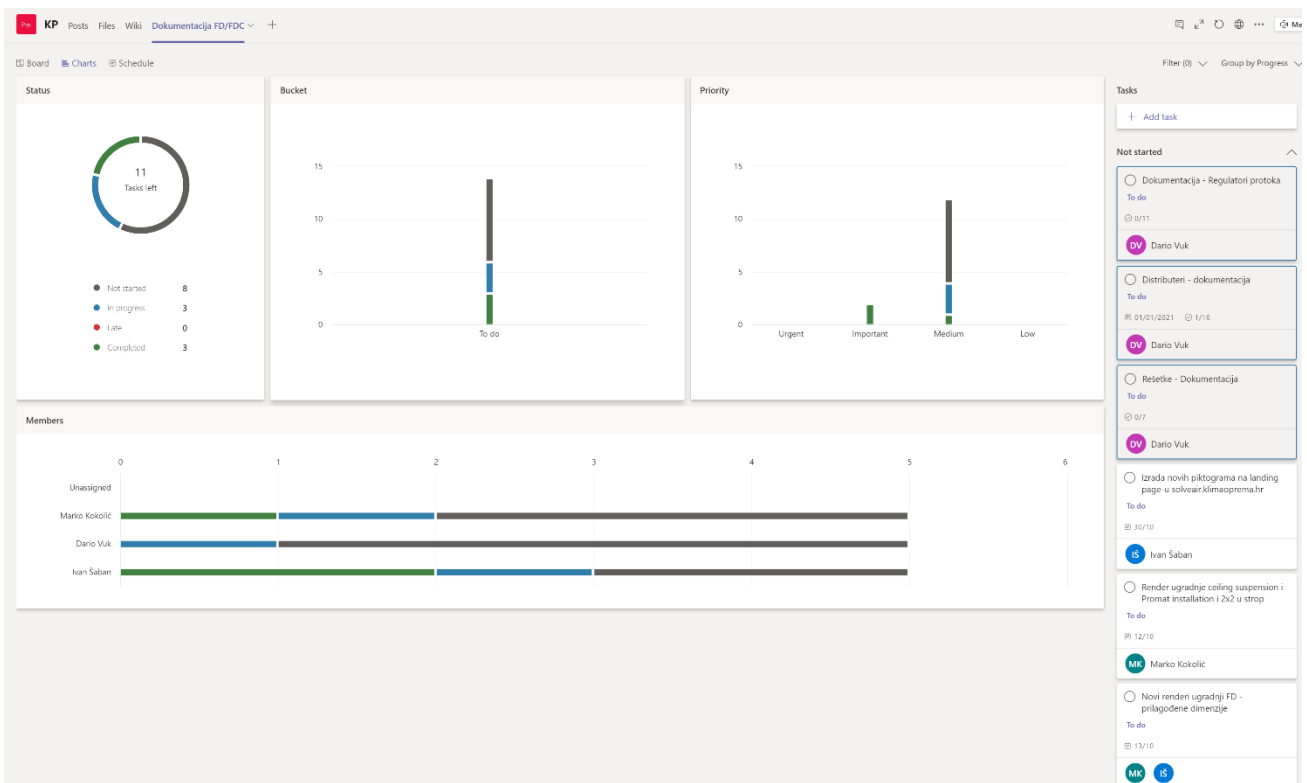 Pm KP Posts Files Wiki Dokumentacija FD/FDC
Board Charts Schedule
Filter (0) Group by Progress
Status
11
Tasks left
Not started 8
In progress 3
Late 0
Completed 3
Bucket
15
10
5
0
To do
Priority
15
10
5
0
Urgent Important Medium Low
Members
0 1 2 3 4 5 6
Unassigned
Marko Kokolić
Dario Vuk
Ivan Šaban
Tasks
+ Add task
Not started
Dokumentacija - Regulatori protoka
To do
0/11
DV Dario Vuk
Distributeri - dokumentacija
To do
01/01/2021 1/16
DV Dario Vuk
Rešetke - Dokumentacija
To do
0/7
DV Dario Vuk
Izrada novih piktograma na landing
page-u solveair.klimaoprema.hr
To do
30/10
IŠ Ivan Šaban
Render ugradnje ceiling suspension i
Promat installation i 2x2 u strop
To do
12/10
MK Marko Kokolić
Novi renderi ugradnji FD -
prilagođene dimenzije
To do
13/10
MK IŠ